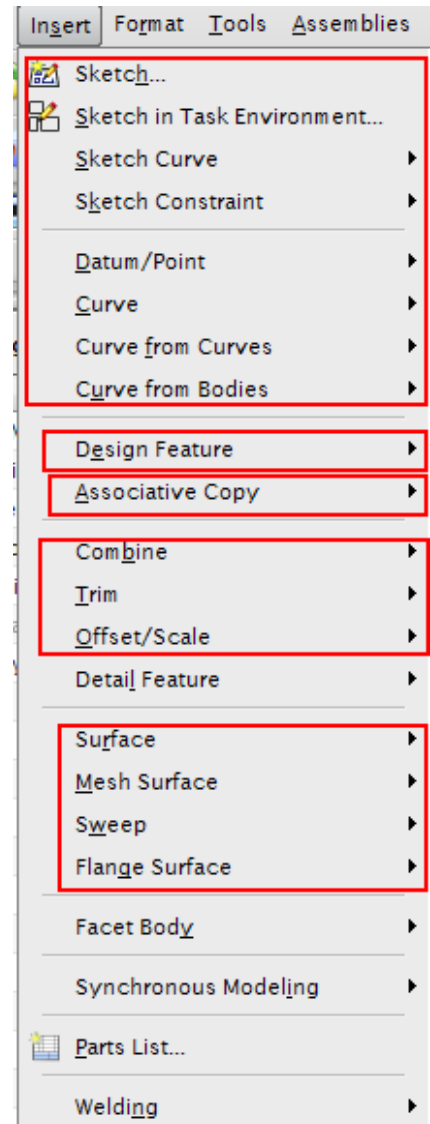 Insert Format Tools Assemblies
Sketch...
Sketch in Task Environment...
Sketch Curve
Sketch Constraint
Datum/Point
Curve
Curve from Curves
Curve from Bodies
Design Feature
Associative Copy
Combine
Trim
Offset/Scale
Detail Feature
Surface
Mesh Surface
Sweep
Flange Surface
Facet Body
Synchronous Modeling
Parts List...
Welding